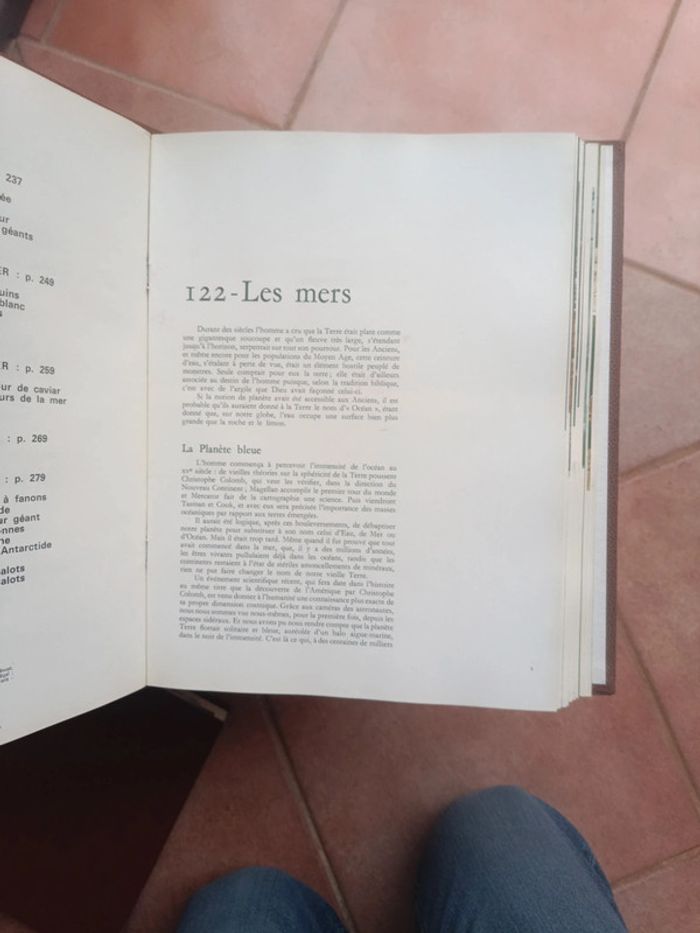 237
ée
ur
géants
ER : p. 249
uins
blanc
s
ER : p. 259
ur de caviar
urs de la mer
: p. 269
: p. 279
à fanons
de
ur géant
nnes
ne
Antarctide
alots
alots
122-Les mers
Durant des siècles l'homme a cru que la Terre était plate comme
une gigantesque soucoupe et qu'un fleuve très large, s'étendant
jusqu'à l'horizon, serpentait sur tout son pourtour. Pour les Anciens,
et même encore pour les populations du Moyen Age, cette ceinture
d'eau, s'étalant à perte de vue, était un élément hostile peuplé de
monstres. Seule comptait pour eux la terre; elle était d'ailleurs
associée au destin de l'homme puisque, selon la tradition biblique,
c'est avec de l'argile que Dieu avait façonné celui-ci.
Si la notion de planète avait été accessible aux Anciens, il est
probable qu'ils auraient donné à la Terre le nom d'« Océan », étant
donné que, sur notre globe, l'eau occupe une surface bien plus
grande que la roche et le limon.
La Planète bleue
L'homme commença à percevoir l'immensité de l'océan au
XVe siècle : de vieilles théories sur la sphéricité de la Terre poussent
Christophe Colomb, qui veut les vérifier, dans la direction du
Nouveau Continent; Magellan accomplit le premier tour du monde
et Mercator fait de la cartographie une science. Puis viendront
Tasman et Cook, et avec eux sera précisée l'importance des masses
océaniques par rapport aux terres émergées.
Il aurait été logique, après ces bouleversements, de débaptiser
notre planète pour substituer à son nom celui d'Eau, de Mer ou
d'Océan. Mais il était trop tard. Même quand il fut prouvé que tout
avait commencé dans la mer, que, il y a des millions d'années,
les êtres vivants pullulaient déjà dans les océans, tandis que les
continents restaient à l'état de stériles amoncellements de minéraux,
rien ne put faire changer le nom de notre vieille Terre.
Un événement scientifique récent, qui fera date dans l'histoire
au même titre que la découverte de l'Amérique par Christophe
Colomb, est venu donner à l'humanité une connaissance plus exacte de
sa propre dimension cosmique. Grâce aux caméras des astronautes,
nous nous sommes vus nous-mêmes, pour la première fois, depuis les
espaces sidéraux. Et nous avons pu nous rendre compte que la planète
Terre flottait solitaire et bleue, auréolée d'un halo aigue-marine,
dans le noir de l'immensité. C'est là ce qui, à des centaines de milliers